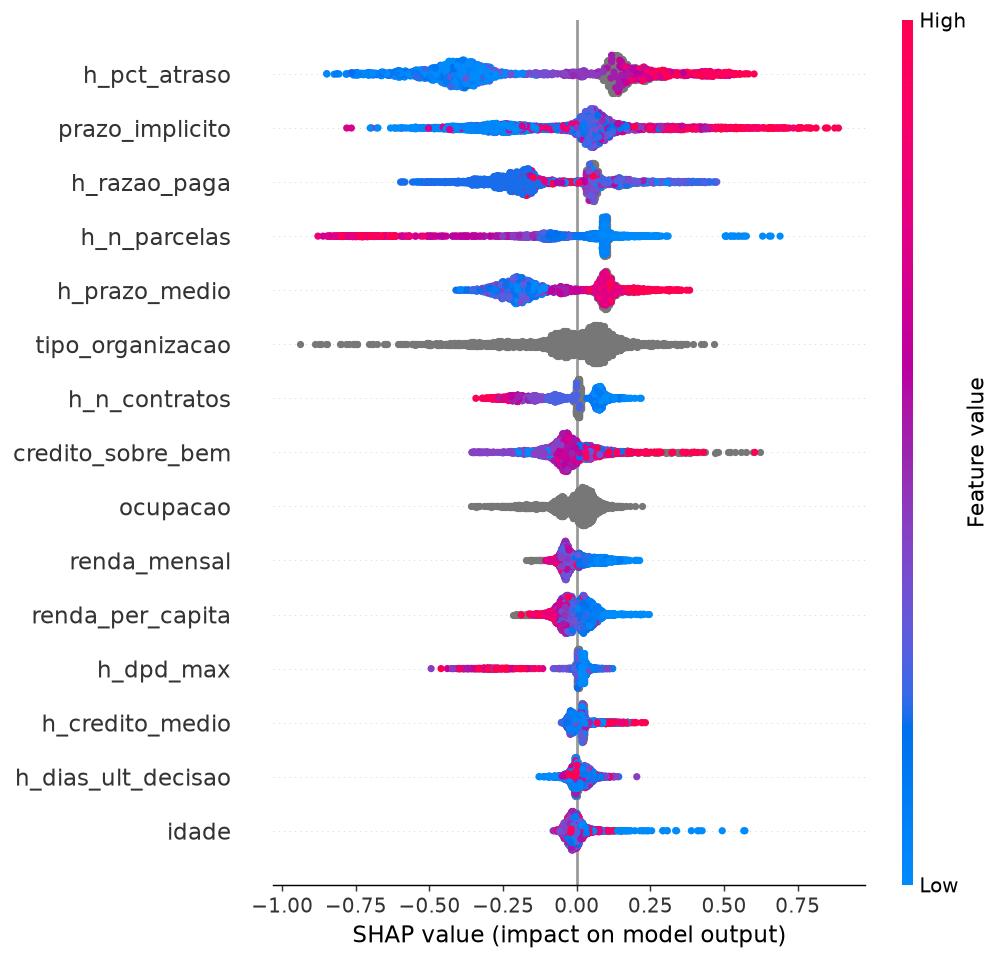 High
h_pct_atraso
prazo_implicito
h_razao_paga
h_n_parcelas
h_prazo_medio
tipo_organizacao
h_n_contratos
credito_sobre_bem
ocupacao
renda_mensal
renda_per_capita
h_dpd_max
h_credito_medio
h_dias_ult_decisao
idade
Feature value
Low
−1.00 −0.75 −0.50 −0.25 0.00 0.25 0.50 0.75
SHAP value (impact on model output)